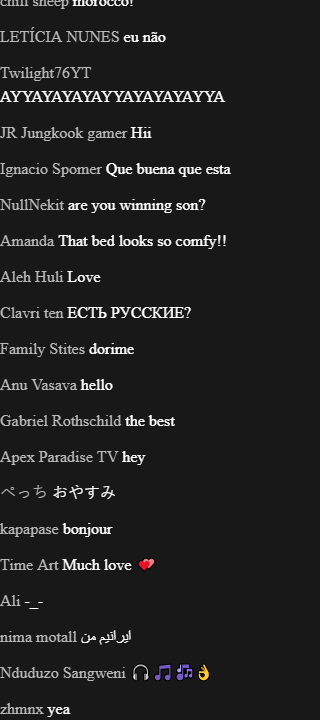 chill sheep morocco!
LETÍCIA NUNES eu não
Twilight76YT
AYYAYAYAYAYYAYAYAYAYYA
JR Jungkook gamer Hii
Ignacio Spomer Que buena que esta
NullNekit are you winning son?
Amanda That bed looks so comfy!!
Aleh Huli Love
Clavri ten ЕСТЬ РУССКИЕ?
Family Stites dorime
Anu Vasava hello
Gabriel Rothschild the best
Apex Paradise TV hey
ぺっち おやすみ
kapapase bonjour
Time Art Much love 💕
Ali -_-
nima motall ایرانیم من
Nduduzo Sangweni 🎧🎵🎶👌
zhmnx yea